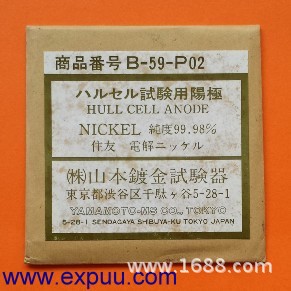 商品番号 B-59-P02
ハルセル試験用陽極
HULL CELL ANODE
NICKEL 純度99.98%
住友 電解ニッケル
㈱山本鍍金試験器
東京都渋谷区千駄ヶ谷5-28-1
YAMAMOTO-MS CO., TOKYO
5-28-1 SENDAGAYA SHIBUYA-KU TOKYO JAPAN
www.expuu.com
www.1688.com